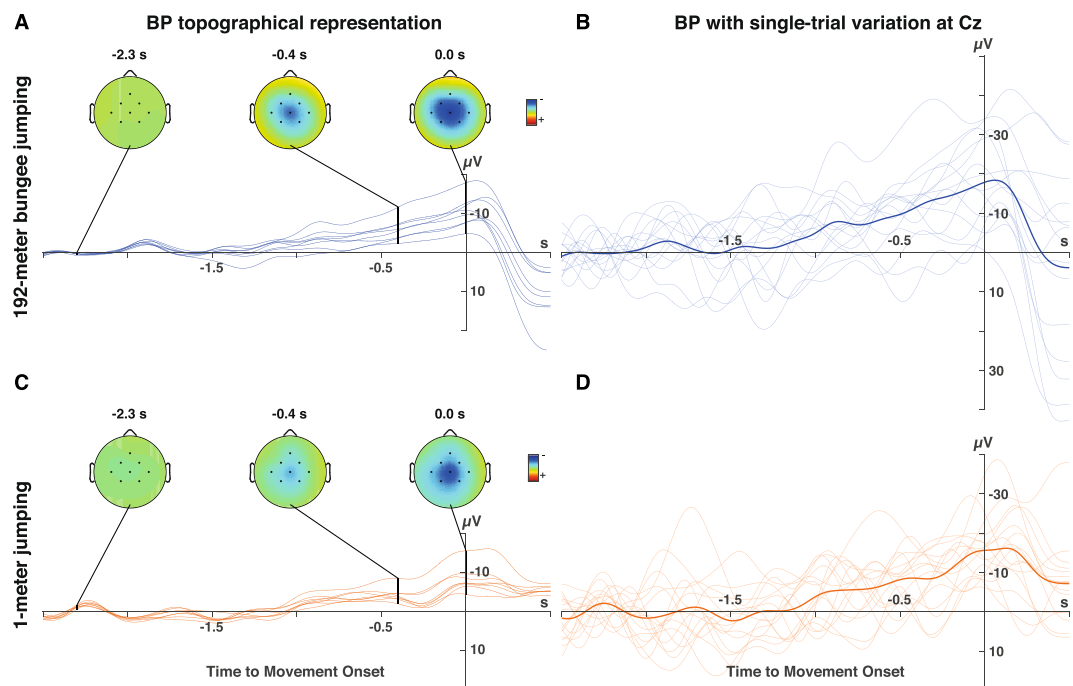 A BP topographical representation
B BP with single-trial variation at Cz
192-meter bungee jumping
-2.3 s
-0.4 s
0.0 s
-
+
µV
-10
s
-1.5
-0.5
10
µV
-30
-10
s
-1.5
-0.5
10
30
C
D
1-meter jumping
-2.3 s
-0.4 s
0.0 s
-
+
µV
-10
s
-1.5
-0.5
10
Time to Movement Onset
µV
-30
-10
s
-1.5
-0.5
10
Time to Movement Onset